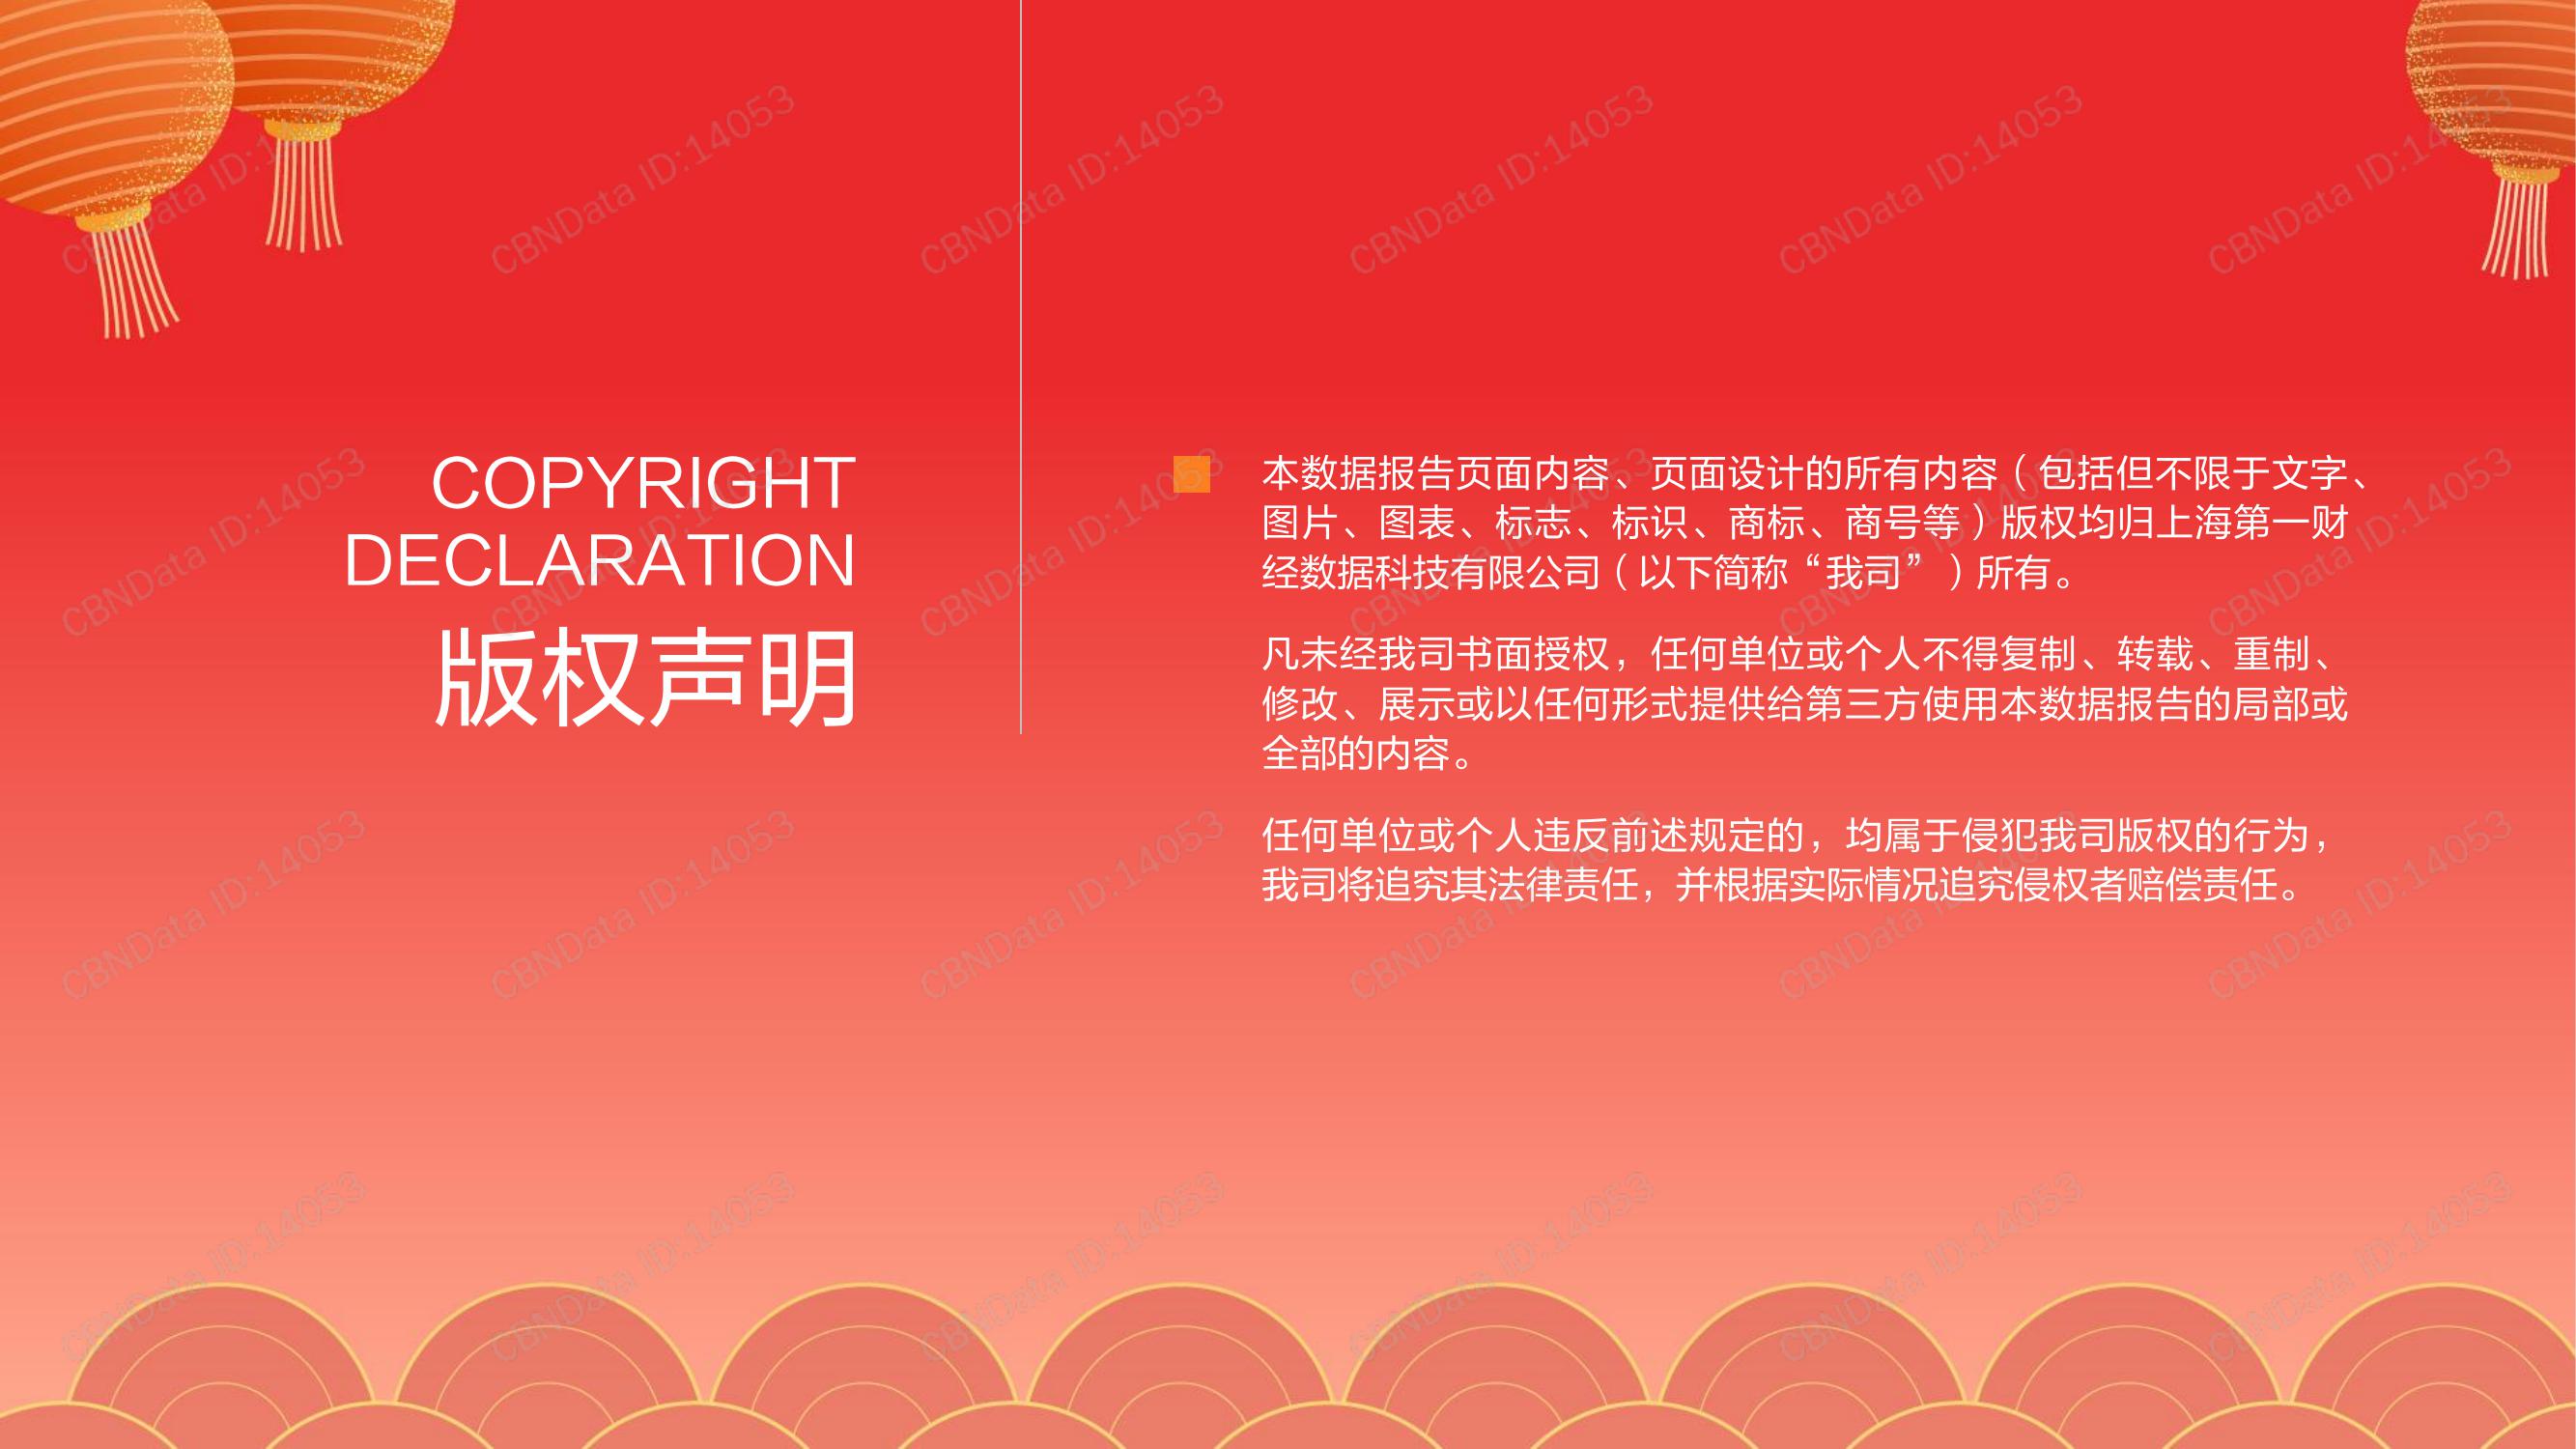 COPYRIGHT
DECLARATION
版权声明
本数据报告页面内容、页面设计的所有内容（包括但不限于文字、
图片、图表、标志、标识、商标、商号等）版权均归上海第一财
经数据科技有限公司（以下简称“我司”）所有。
凡未经我司书面授权，任何单位或个人不得复制、转载、重制、
修改、展示或以任何形式提供给第三方使用本数据报告的局部或
全部的内容。
任何单位或个人违反前述规定的，均属于侵犯我司版权的行为，
我司将追究其法律责任，并根据实际情况追究侵权者赔偿责任。
CBNData ID:14053